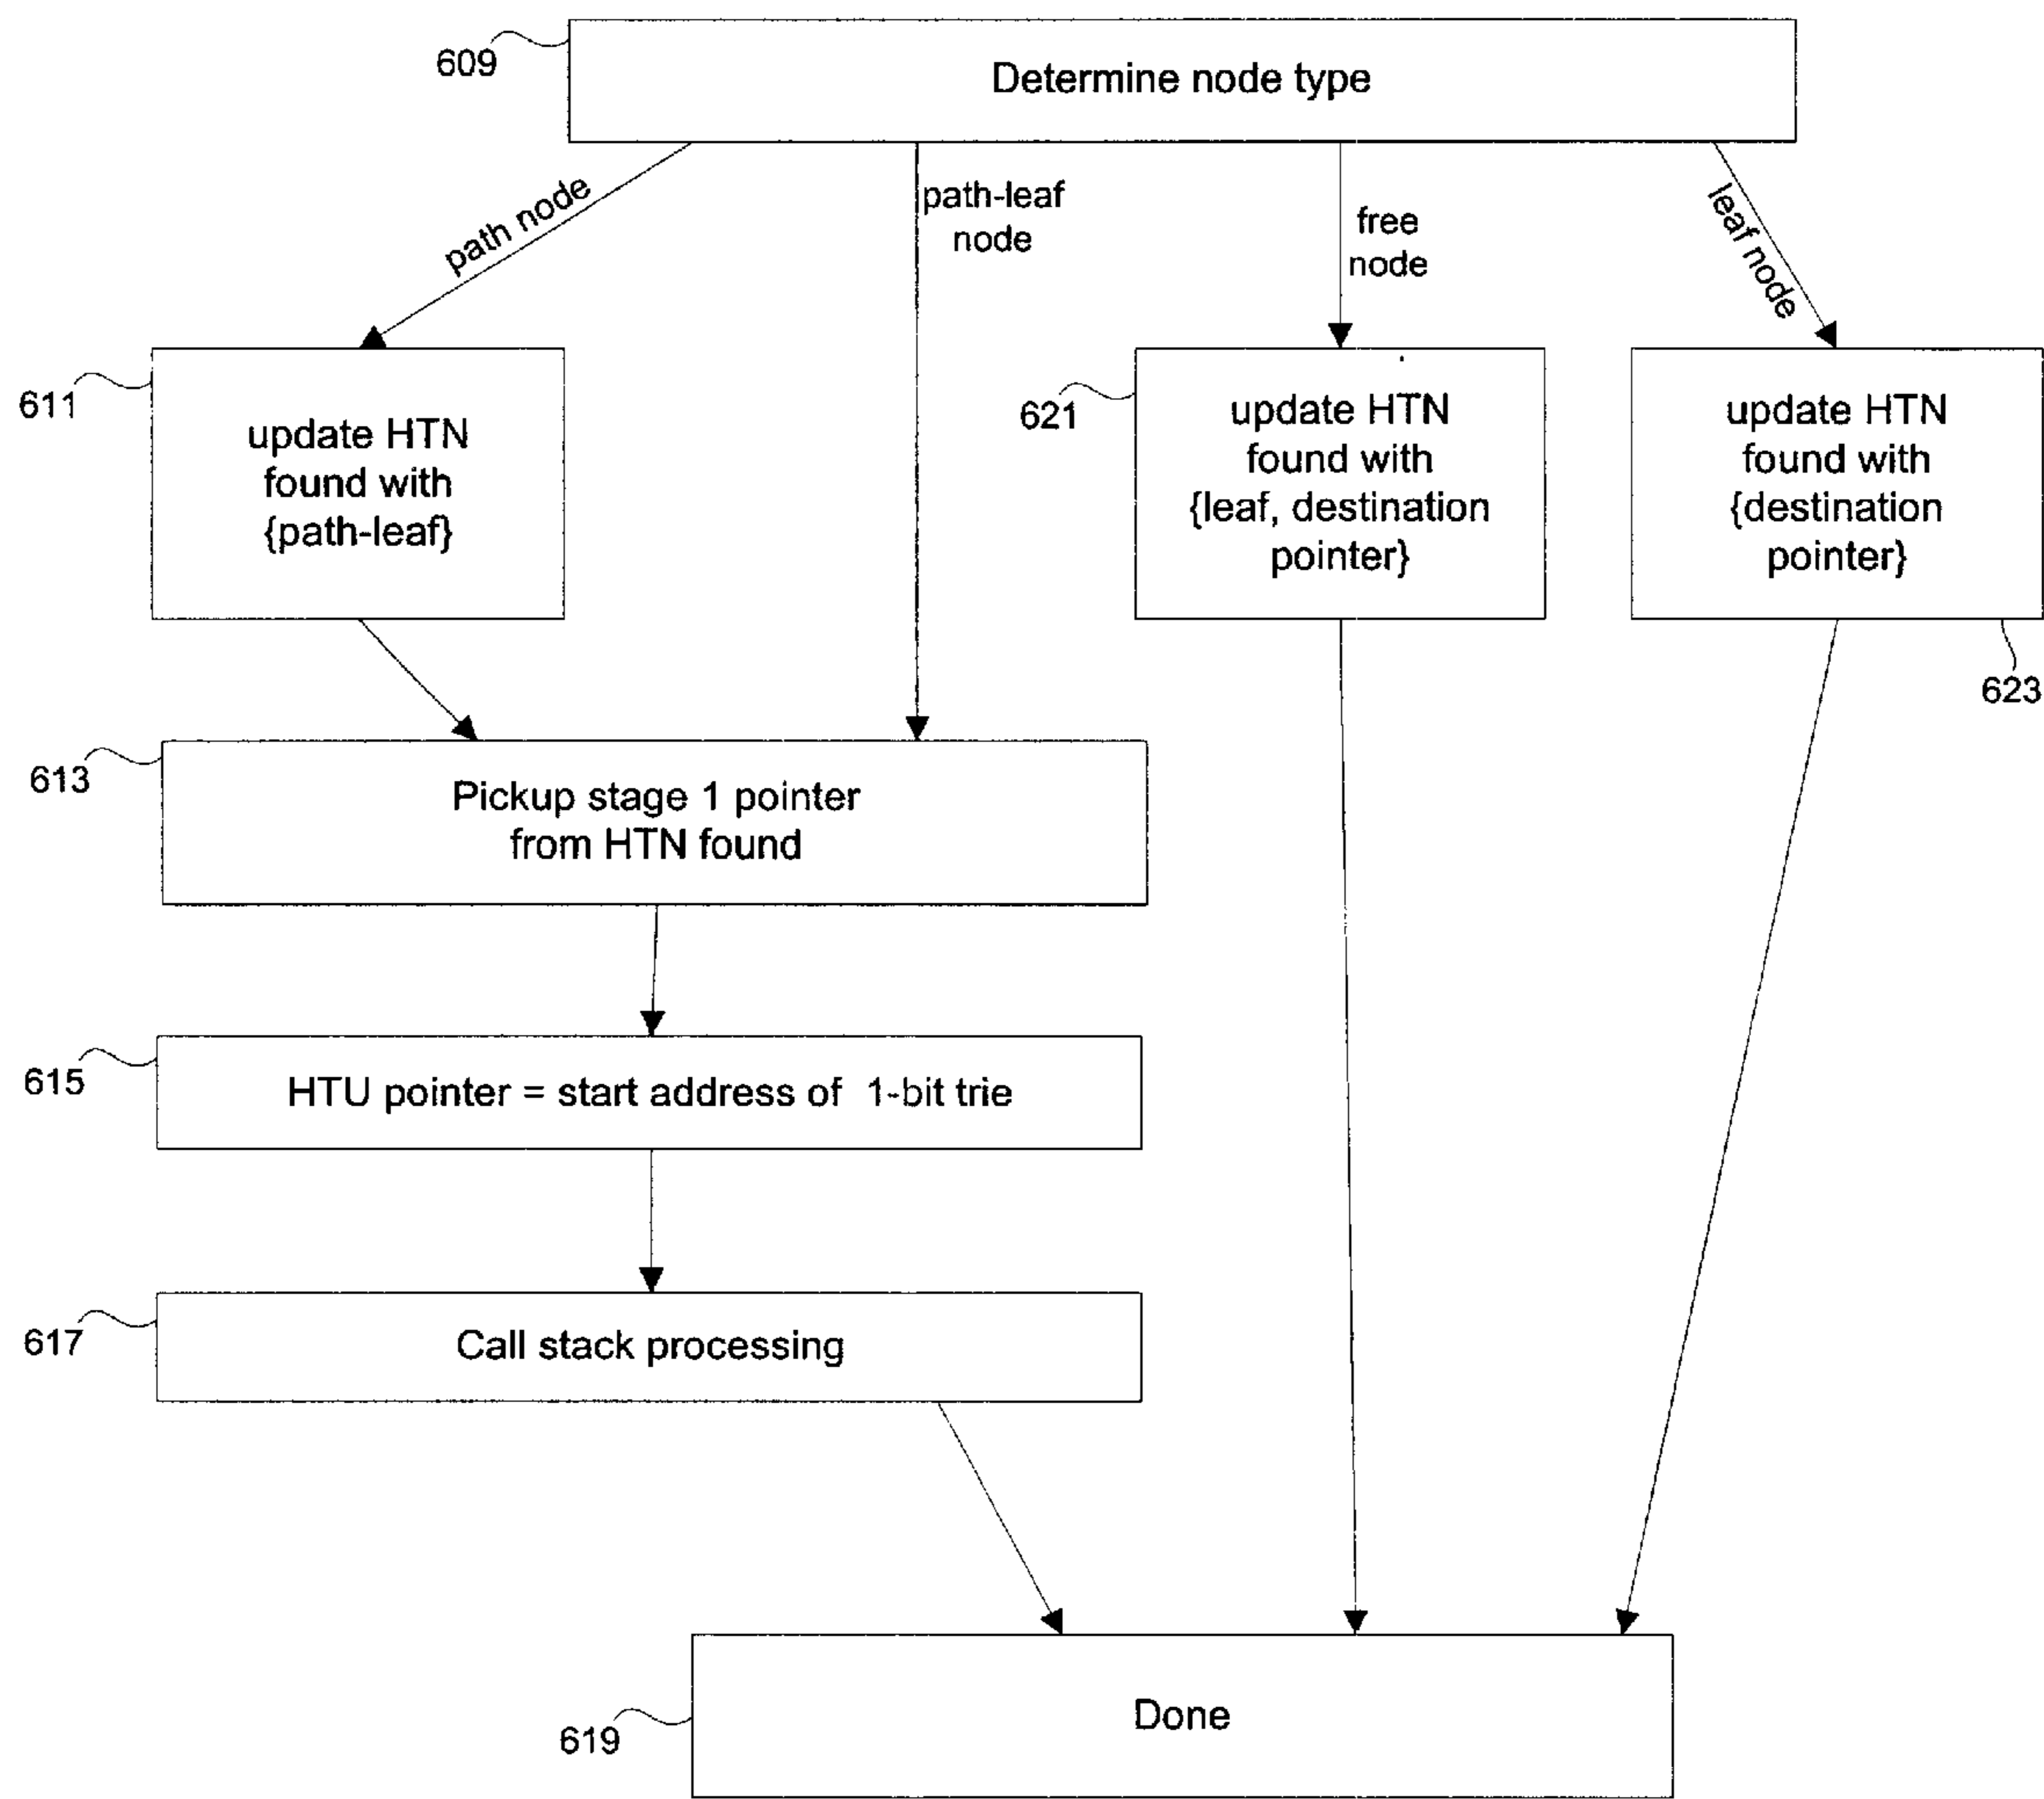 609
Determine node type
path node
path-leaf
node
free
node
leaf node
611
update HTN
found with
{path-leaf}
621
update HTN
found with
{leaf, destination
pointer}
update HTN
found with
{destination
pointer}
623
613
Pickup stage 1 pointer
from HTN found
615
HTU pointer = start address of 1-bit trie
617
Call stack processing
619
Done